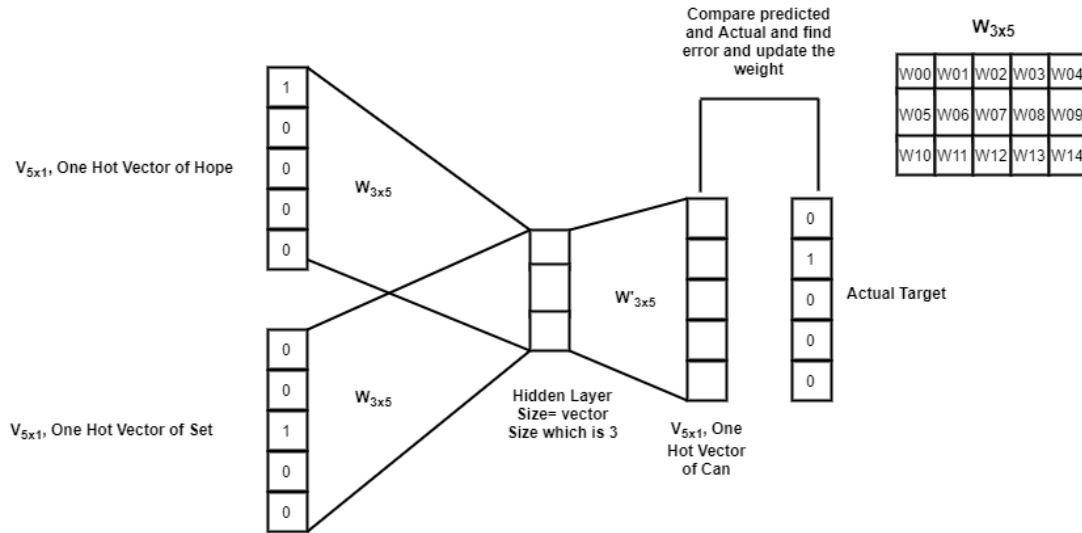 Compare predicted
and Actual and find
error and update the
weight
W3x5
W00 W01 W02 W03 W04
W05 W06 W07 W08 W09
W10 W11 W12 W13 W14
1
0
0
0
0
V5x1, One Hot Vector of Hope
W3x5
0
0
1
0
0
V5x1, One Hot Vector of Set
W3x5
Hidden Layer
Size= vector
Size which is 3
W'3x5
V5x1, One
Hot Vector
of Can
0
1
0
0
0
Actual Target